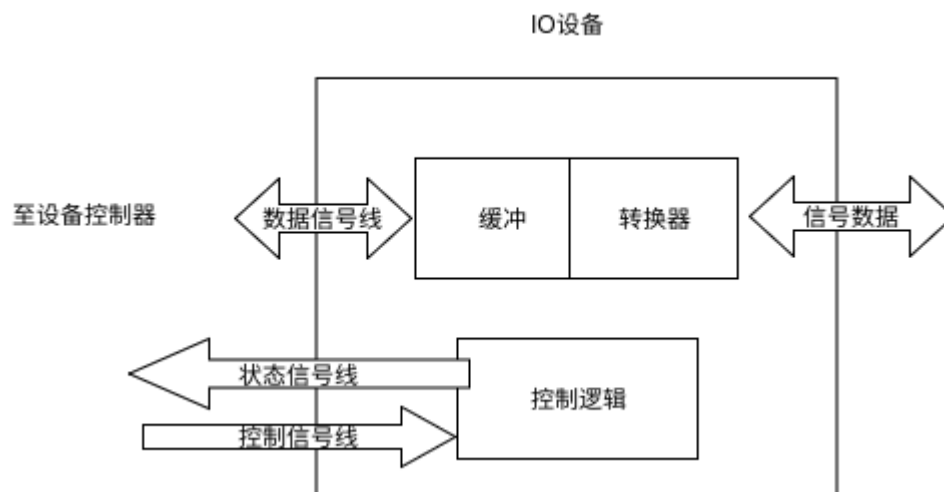 IO设备
至设备控制器
数据信号线
缓冲
转换器
信号数据
状态信号线
控制逻辑
控制信号线